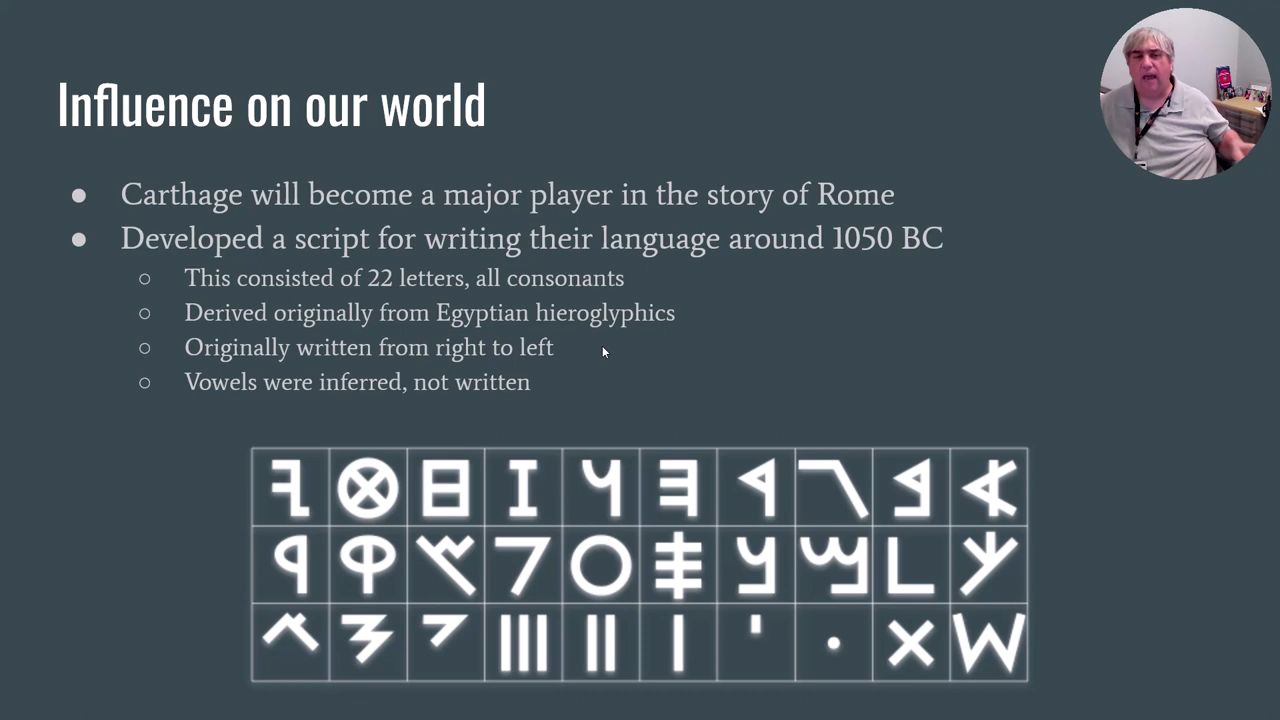 Influence on our world
● Carthage will become a major player in the story of Rome
● Developed a script for writing their language around 1050 BC
○ This consisted of 22 letters, all consonants
○ Derived originally from Egyptian hieroglyphics
○ Originally written from right to left
○ Vowels were inferred, not written
𐤀 𐤁 𐤂 𐤃 𐤄 𐤅 𐤆 𐤇 𐤈 𐤉
𐤊 𐤋 𐤌 𐤍 𐤎 𐤏 𐤐 𐤑 𐤒 𐤓
𐤔 𐤕 𐤟 ' 𐤖 𐤚 𐤛 𐤗 𐤘 𐤙